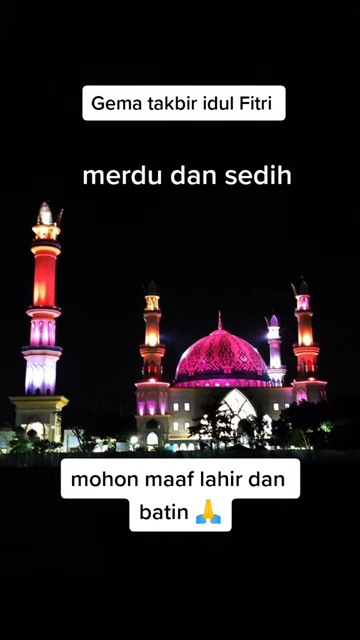 Gema takbir idul Fitri
merdu dan sedih
mohon maaf lahir dan
batin 🙏